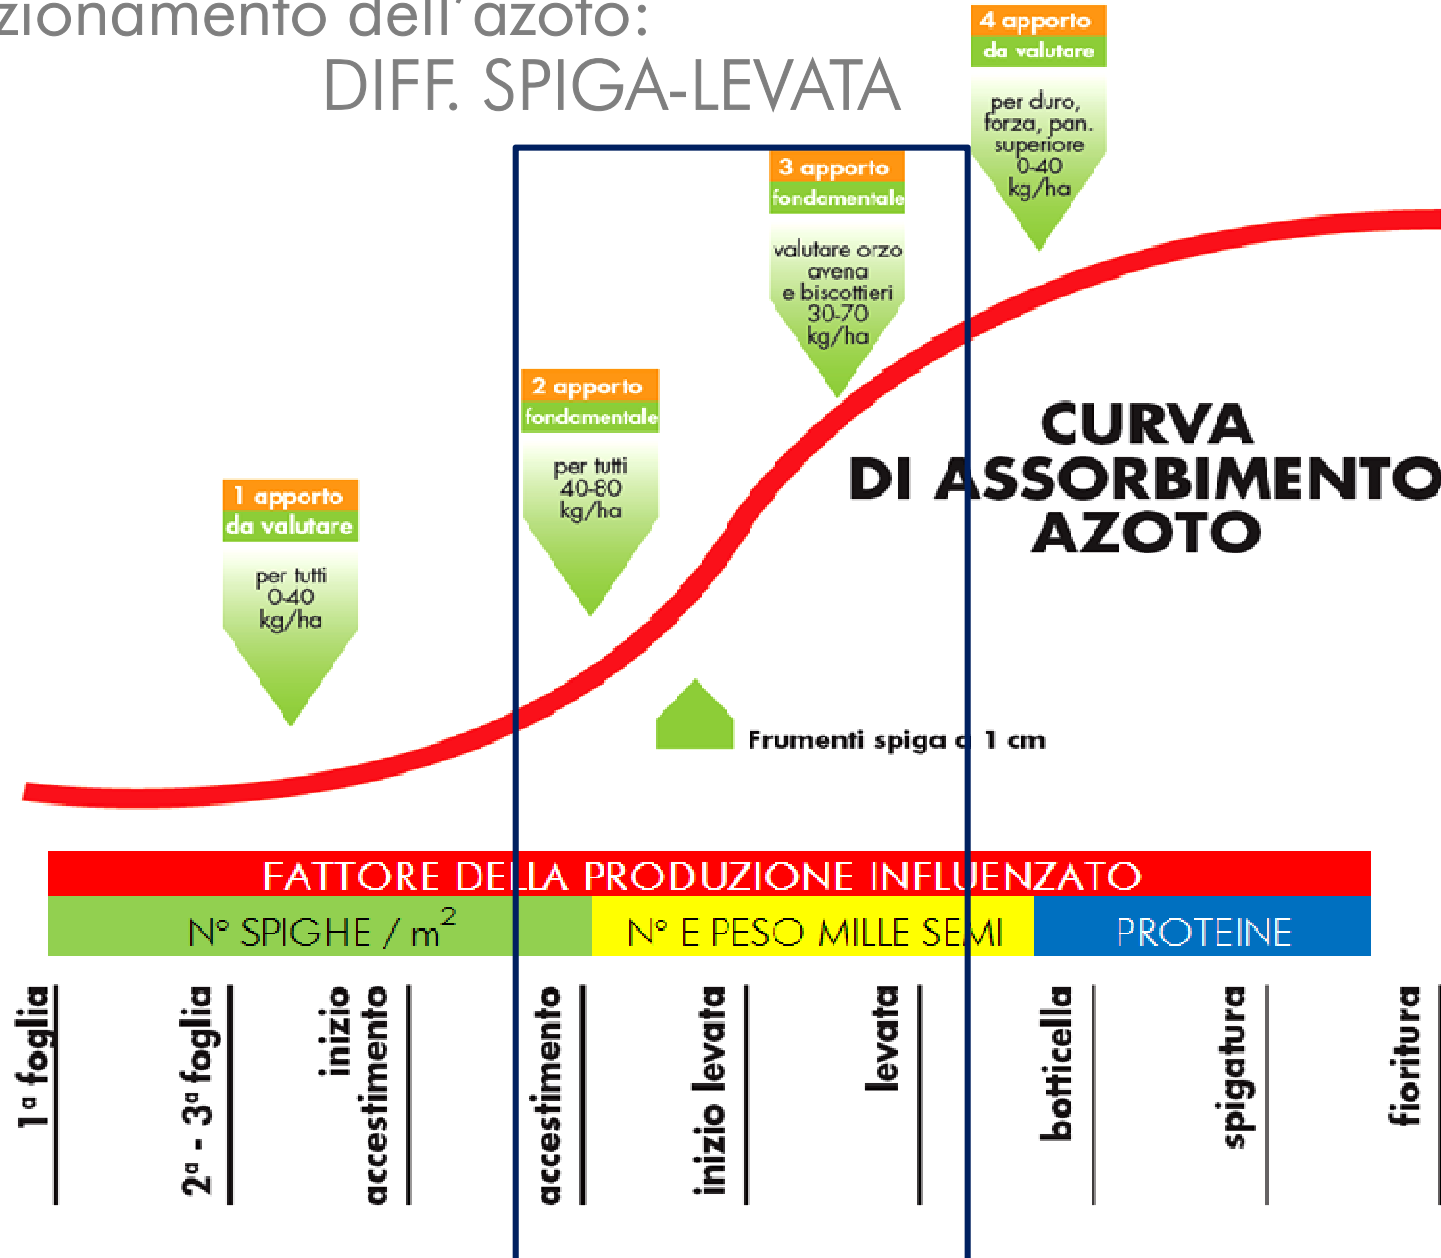 zionamento dell'azoto:
DIFF. SPIGA-LEVATA
4 apporto
da valutare
per duro,
forza, pan.
superiore
0-40
kg/ha
3 apporto
fondamentale
valutare orzo
avena
e biscottieri
30-70
kg/ha
2 apporto
fondamentale
per tutti
40-80
kg/ha
1 apporto
da valutare
per tutti
0-40
kg/ha
CURVA
DI ASSORBIMENTO
AZOTO
Frumenti spiga a 1 cm
FATTORE DELLA PRODUZIONE INFLUENZATO
N° SPIGHE / m²
N° E PESO MILLE SEMI
PROTEINE
1ª foglia
2ª - 3ª foglia
inizio
accestimento
accestimento
inizio levata
levata
botticella
spigatura
fioritura